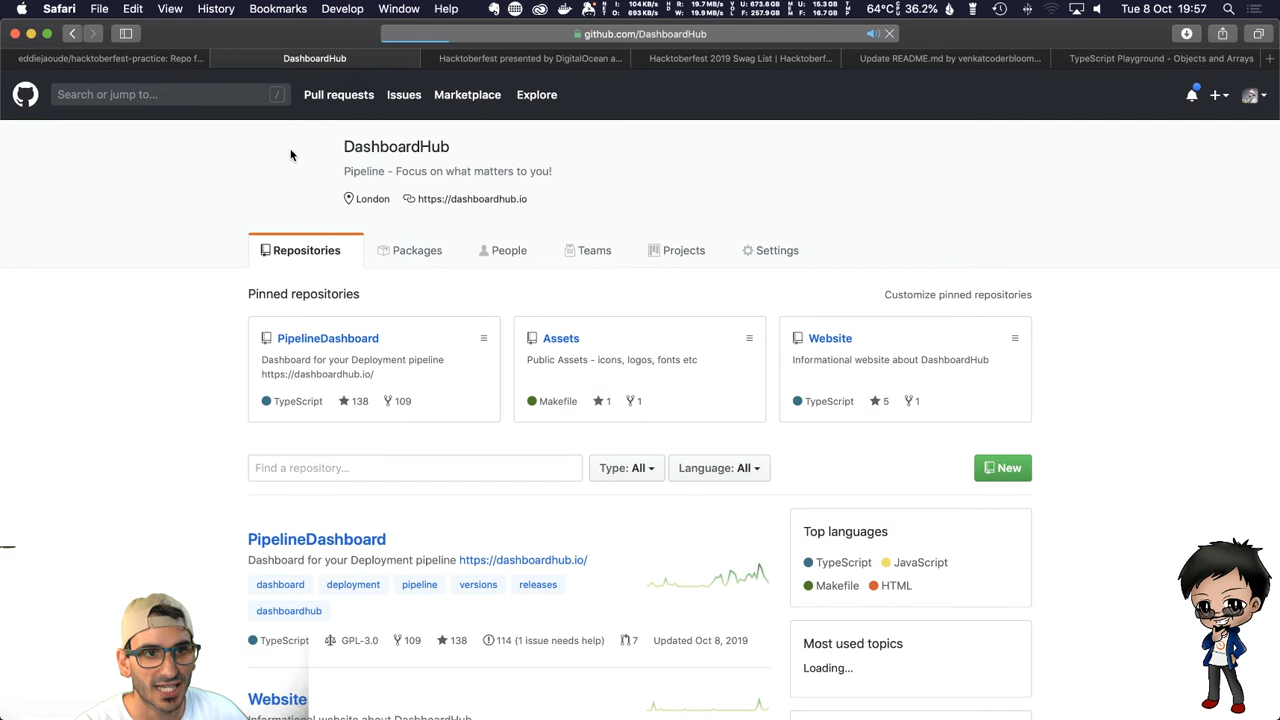 Safari File Edit View History Bookmarks Develop Window Help 64°C 36.2% Tue 8 Oct 19:57
github.com/DashboardHub
eddiejaoude/hacktoberfest-practice: Repo f...
DashboardHub
Hacktoberfest presented by DigitalOcean a...
Hacktoberfest 2019 Swag List | Hacktoberf...
Update README.md by venkatcoderbloom...
TypeScript Playground - Objects and Arrays
Search or jump to... /
Pull requests Issues Marketplace Explore
DashboardHub
Pipeline - Focus on what matters to you!
London https://dashboardhub.io
Repositories Packages People Teams Projects Settings
Pinned repositories
Customize pinned repositories
PipelineDashboard
Dashboard for your Deployment pipeline
https://dashboardhub.io/
TypeScript 138 109
Assets
Public Assets - icons, logos, fonts etc
Makefile 1 1
Website
Informational website about DashboardHub
TypeScript 5 1
Find a repository...
Type: All
Language: All
New
PipelineDashboard
Dashboard for your Deployment pipeline https://dashboardhub.io/
dashboard deployment pipeline versions releases
dashboardhub
TypeScript GPL-3.0 109 138 114 (1 issue needs help) 7 Updated Oct 8, 2019
Website
Informational website about DashboardHub
Top languages
TypeScript JavaScript
Makefile HTML
Most used topics
Loading...